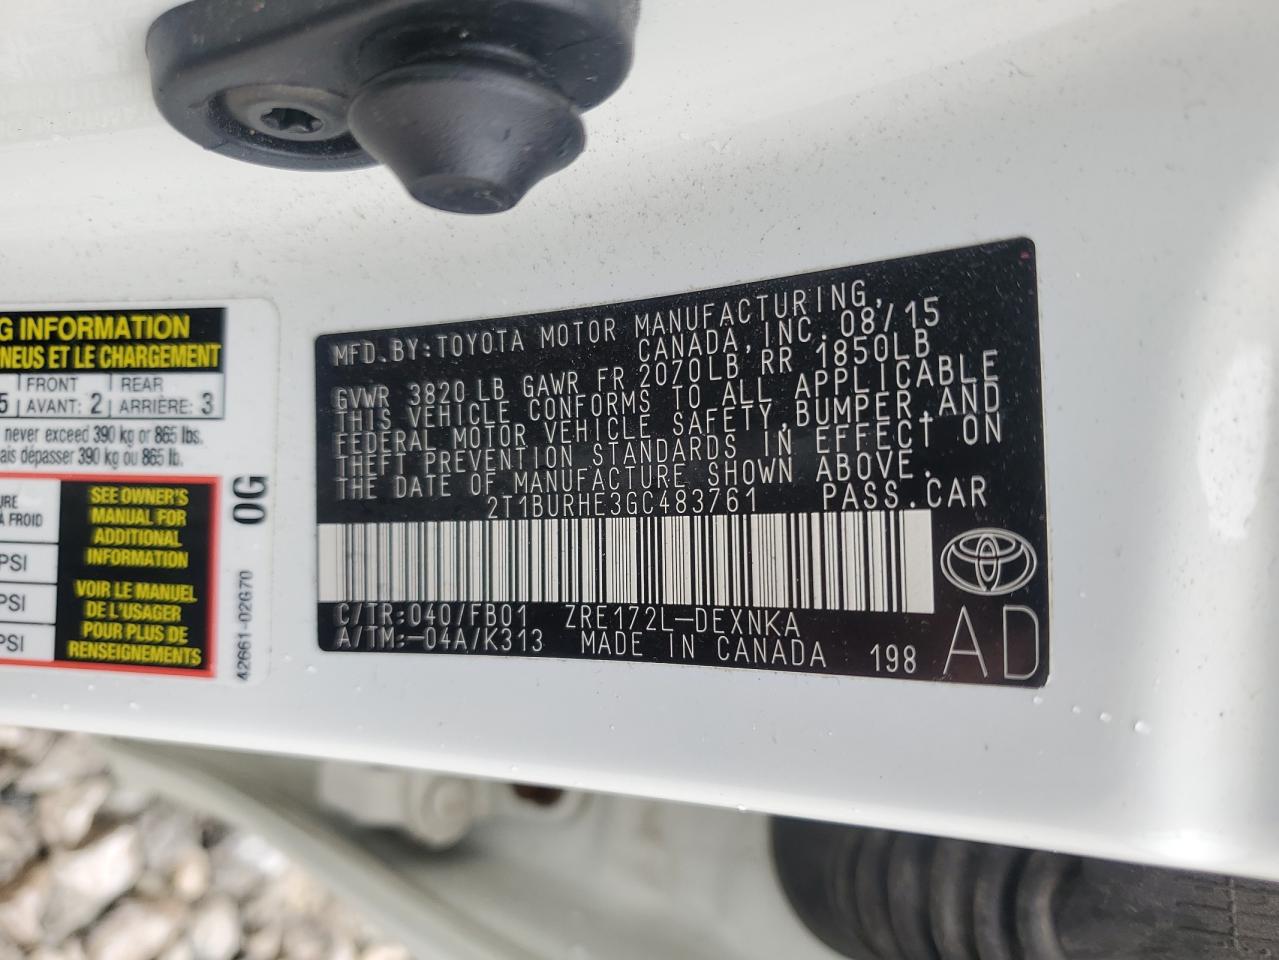 G INFORMATION
NEUS ET LE CHARGEMENT
5 FRONT REAR
AVANT: 2 ARRIÈRE: 3
never exceed 390 kg or 865 lbs.
ais dépasser 390 kg ou 865 lb.
URE
À FROID
PSI
PSI
PSI
SEE OWNER'S
MANUAL FOR
ADDITIONAL
INFORMATION
VOIR LE MANUEL
DE L'USAGER
POUR PLUS DE
RENSEIGNEMENTS
0G
42661-02G70
MFD.BY:TOYOTA MOTOR MANUFACTURING,
CANADA,INC. 08/15
GVWR 3820 LB GAWR FR 2070LB RR 1850LB
THIS VEHICLE CONFORMS TO ALL APPLICABLE
FEDERAL MOTOR VEHICLE SAFETY,BUMPER,AND
THEFT PREVENTION STANDARDS IN EFFECT ON
THE DATE OF MANUFACTURE SHOWN ABOVE.
2T1BURHE3GC483761 PASS.CAR
C/TR:040/FB01 ZRE172L-DEXNKA
A/TM:-04A/K313 MADE IN CANADA 198
AD